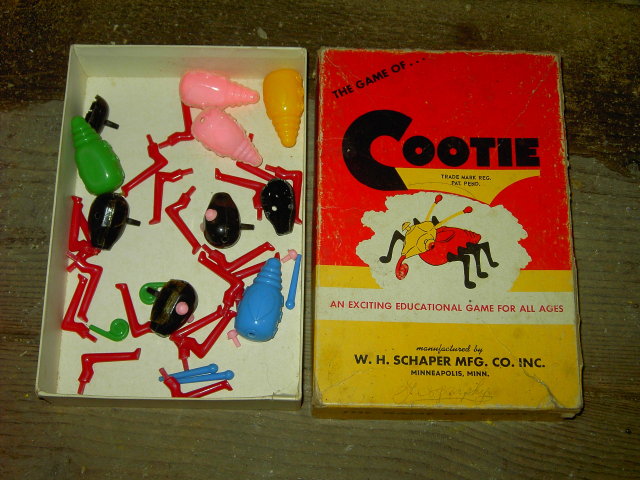 THE GAME OF...
COOTIE
TRADE MARK REG.
PAT. PEND.
AN EXCITING EDUCATIONAL GAME FOR ALL AGES
manufactured by
W. H. SCHAPER MFG. CO. INC.
MINNEAPOLIS, MINN.